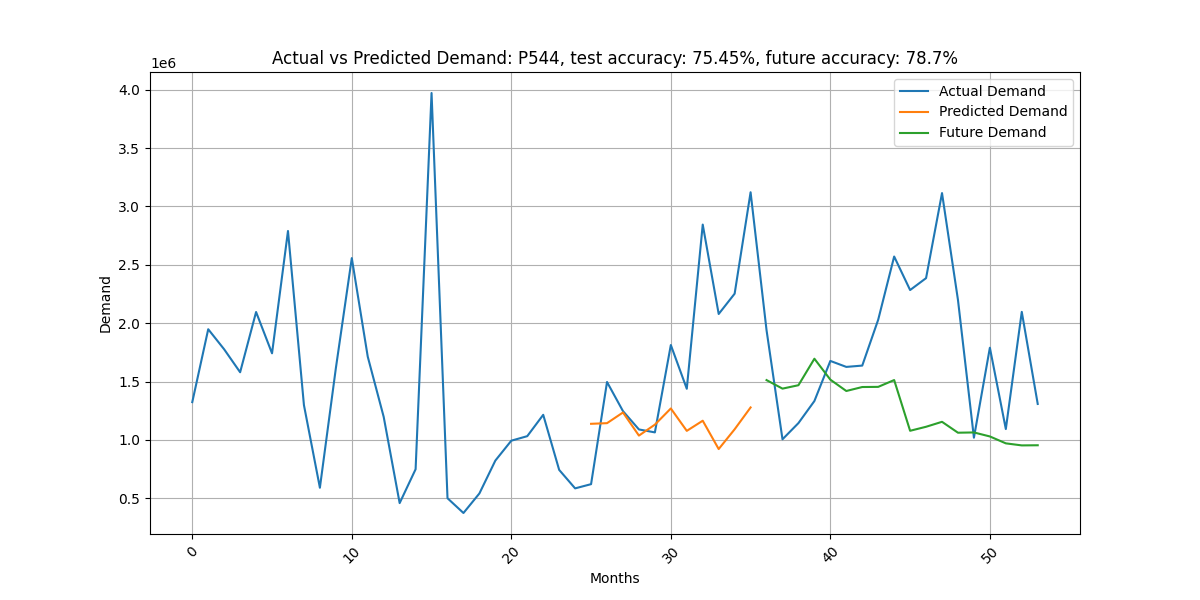 Actual vs Predicted Demand: P544, test accuracy: 75.45%, future accuracy: 78.7%
1e6
4.0
3.5
3.0
2.5
2.0
1.5
1.0
0.5
Demand
Actual Demand
Predicted Demand
Future Demand
0
10
20
30
40
50
Months